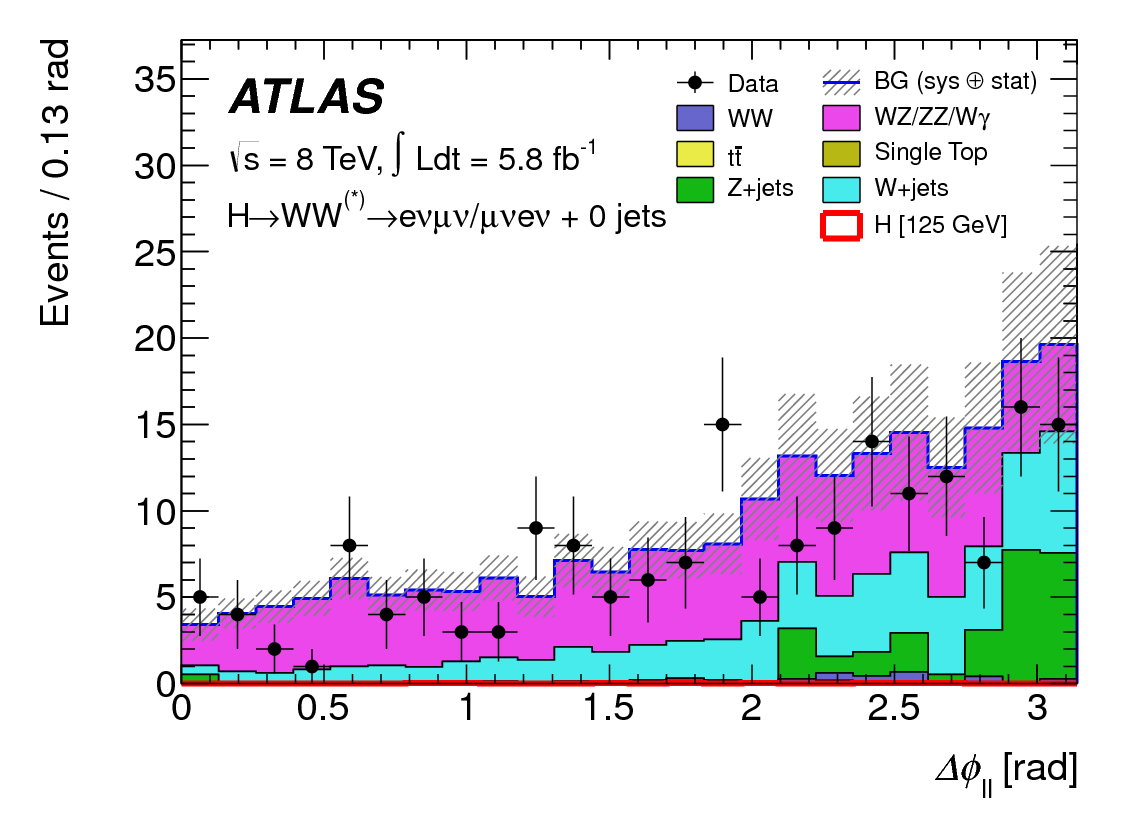 Events / 0.13 rad
35
30
25
20
15
10
5
0
ATLAS
√s = 8 TeV, ∫ Ldt = 5.8 fb⁻¹
H→WW(*)→eνμν/μνeν + 0 jets
Data
WW
tt̄
Z+jets
BG (sys ⊕ stat)
WZ/ZZ/Wγ
Single Top
W+jets
H [125 GeV]
0 0.5 1 1.5 2 2.5 3
Δϕ_ll [rad]